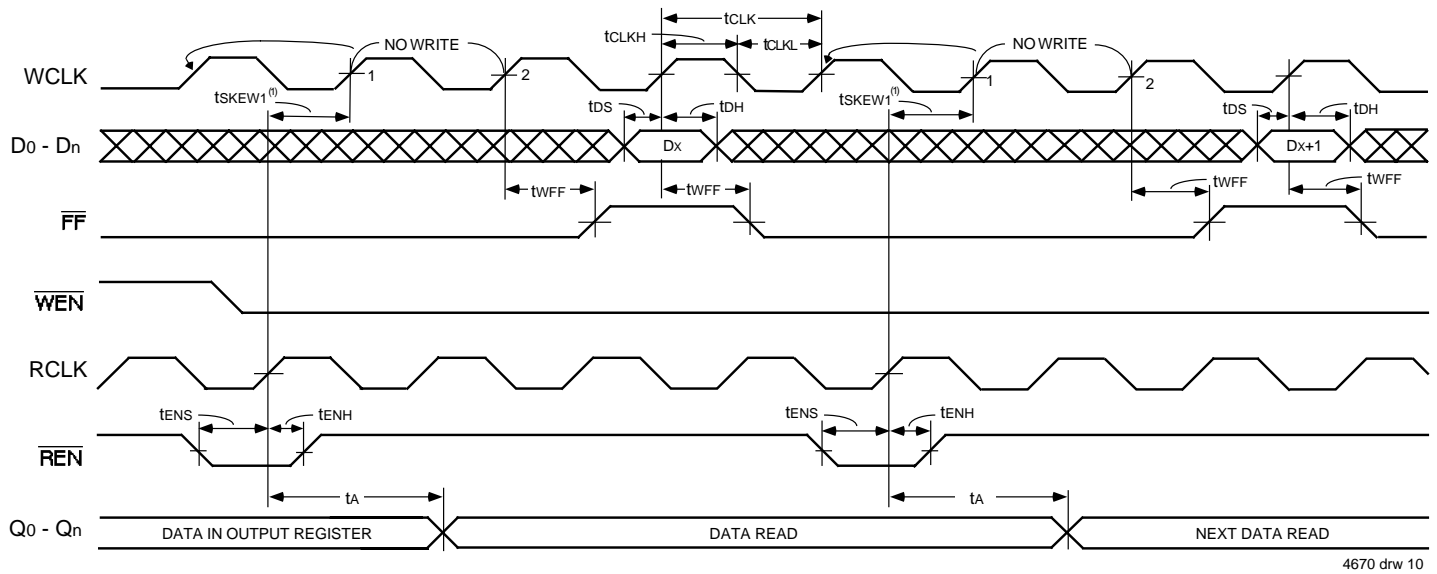 tCLK
tCLKH tCLKL
NO WRITE NO WRITE
WCLK 1 2 1 2
tSKEW1(1) tDS tDH tSKEW1(1) tDS tDH
D0 - Dn DX DX+1
tWFF tWFF tWFF tWFF
FF
WEN
RCLK
tENS tENH tENS tENH
REN
tA tA
Q0 - Qn DATA IN OUTPUT REGISTER DATA READ NEXT DATA READ
4670 drw 10